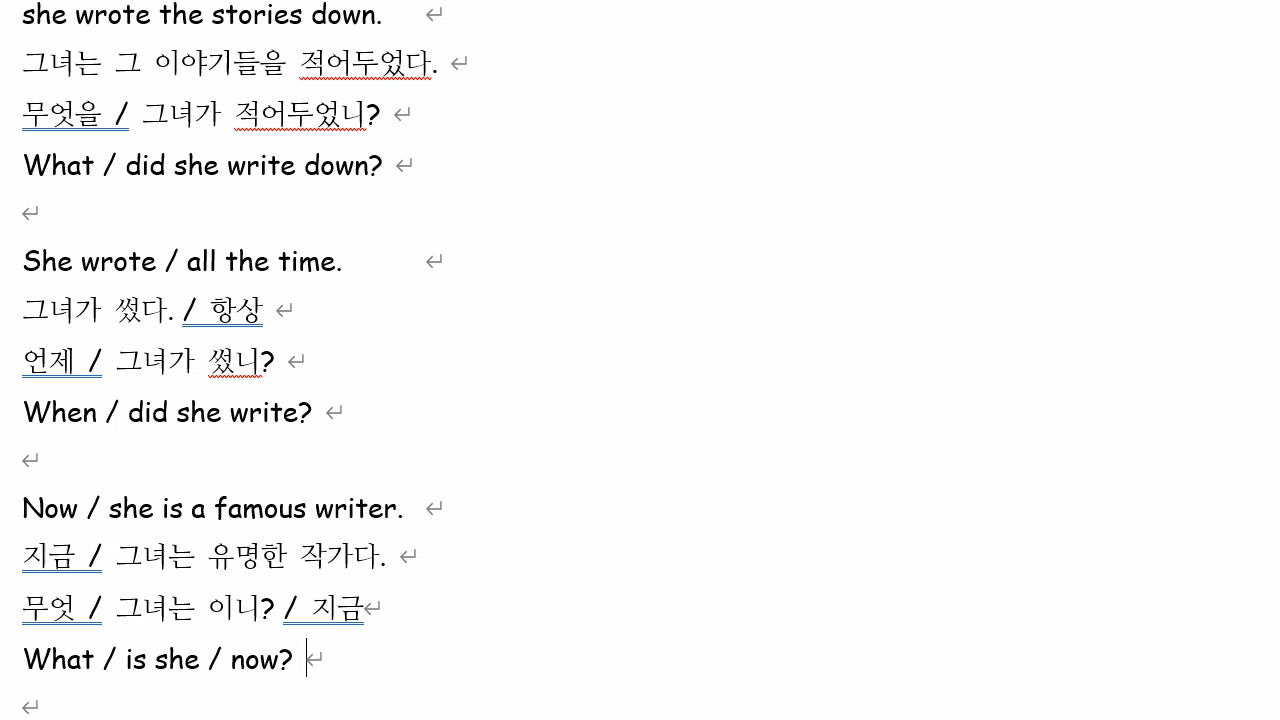 she wrote the stories down.
그녀는 그 이야기들을 적어두었다.
무엇을 / 그녀가 적어두었니?
What / did she write down?
She wrote / all the time.
그녀가 썼다. / 항상
언제 / 그녀가 썼니?
When / did she write?
Now / she is a famous writer.
지금 / 그녀는 유명한 작가다.
무엇 / 그녀는 이니? / 지금
What / is she / now?